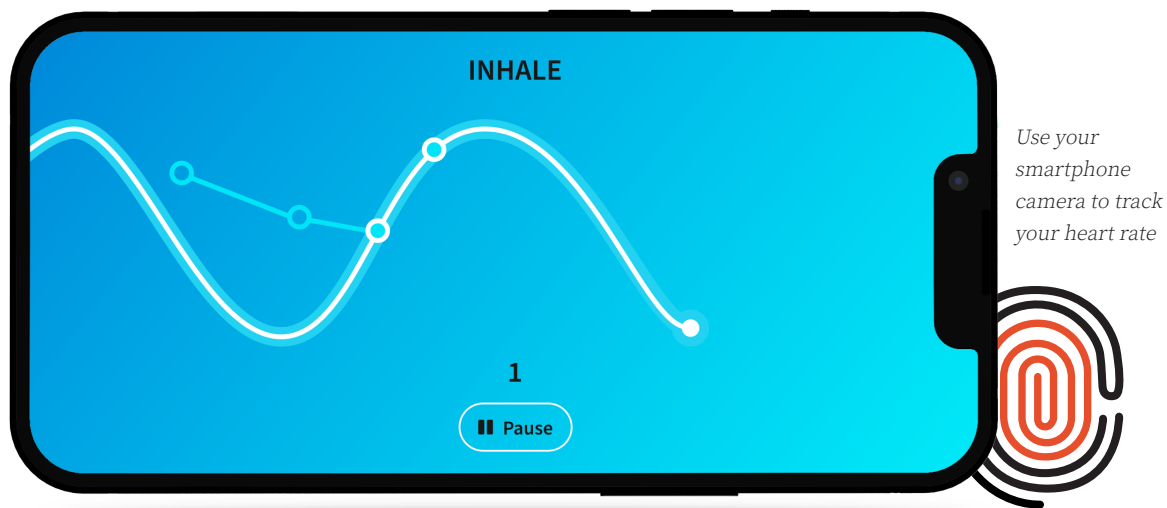 INHALE
Use your
smartphone
camera to track
your heart rate
1
Pause